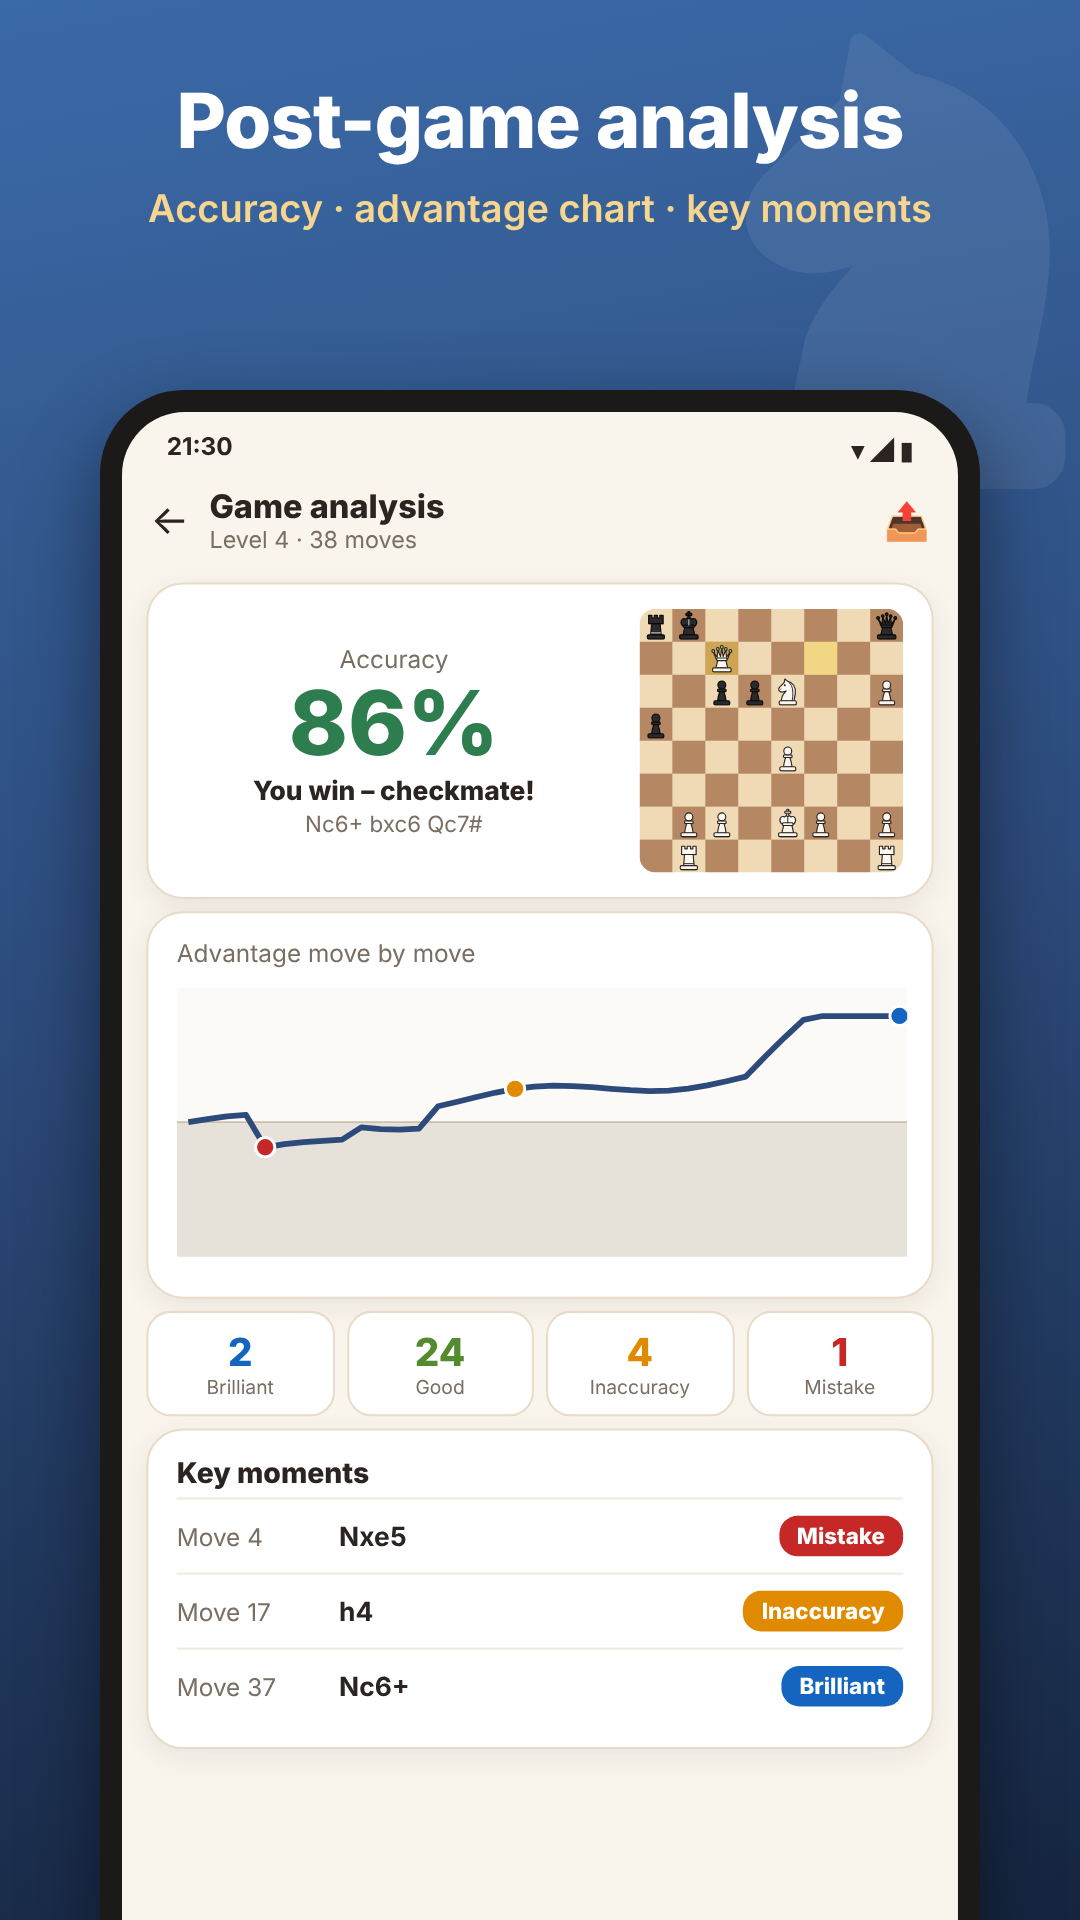 Post-game analysis
Accuracy · advantage chart · key moments
21:30
Game analysis
Level 4 · 38 moves
Accuracy
86%
You win – checkmate!
Nc6+ bxc6 Qc7#
Advantage move by move
2
Brilliant
24
Good
4
Inaccuracy
1
Mistake
Key moments
Move 4 Nxe5 Mistake
Move 17 h4 Inaccuracy
Move 37 Nc6+ Brilliant